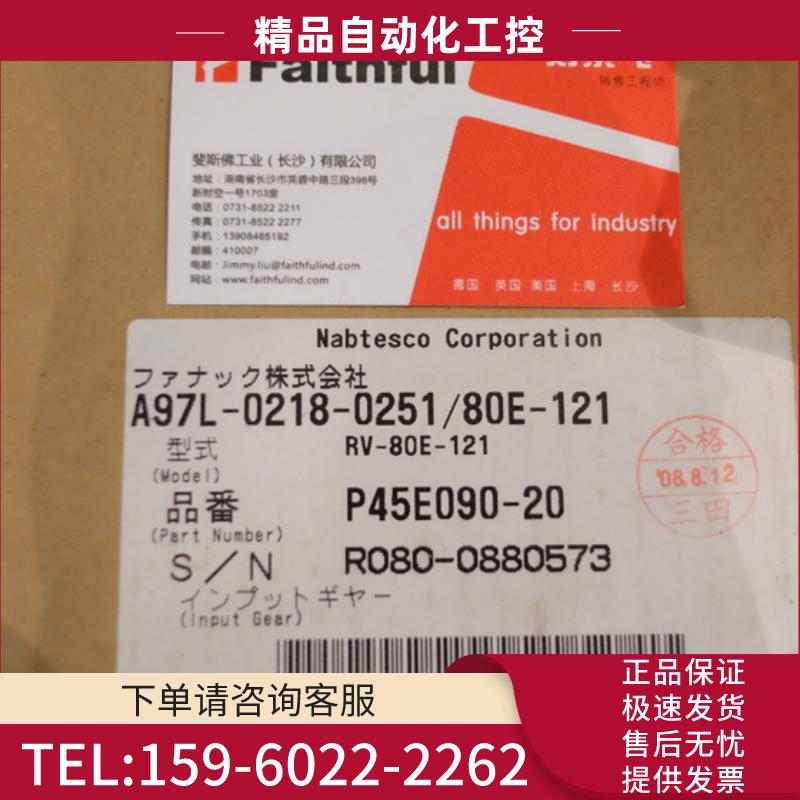 精品自动化工控
Faithful
销售工程师
斐斯佛工业（长沙）有限公司
地址：湖南省长沙市芙蓉中路三段398号
新时空一号1703室
电话：0731-8522 2211
传真：0731-8522 2277
手机：13908465192
邮编：410007
电邮：Jimmy.liu@faithfulind.com
网站：www.faithfulind.com
all things for industry
德国 英国 美国 上海 长沙
Nabtesco Corporation
ファナック株式会社
A97L-0218-0251/80E-121
型式 RV-80E-121
(Model)
品番 P45E090-20
(Part Number)
S/N R080-0880573
インプットギヤー
(Input Gear)
合格
'08.8.12
三田
下单请咨询客服
TEL:159-6022-2262
正品保证
极速发货
售后无忧
提供发票